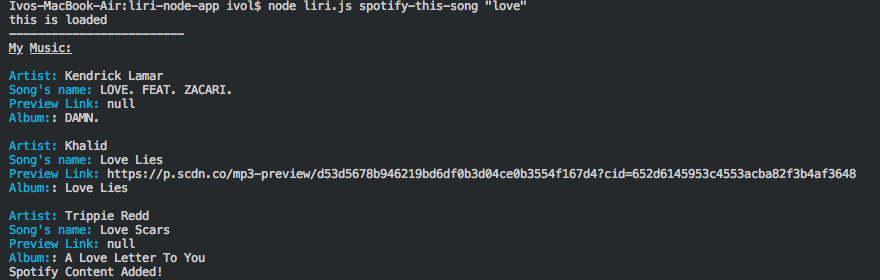 Ivos-MacBook-Air:liri-node-app ivol$ node liri.js spotify-this-song "love"
this is loaded
-------------------------
My Music:
Artist: Kendrick Lamar
Song's name: LOVE. FEAT. ZACARI.
Preview Link: null
Album:: DAMN.
Artist: Khalid
Song's name: Love Lies
Preview Link: https://p.scdn.co/mp3-preview/d53d5678b946219bd6df0b3d04ce0b3554f167d4?cid=652d6145953c4553acba82f3b4af3648
Album:: Love Lies
Artist: Trippie Redd
Song's name: Love Scars
Preview Link: null
Album:: A Love Letter To You
Spotify Content Added!